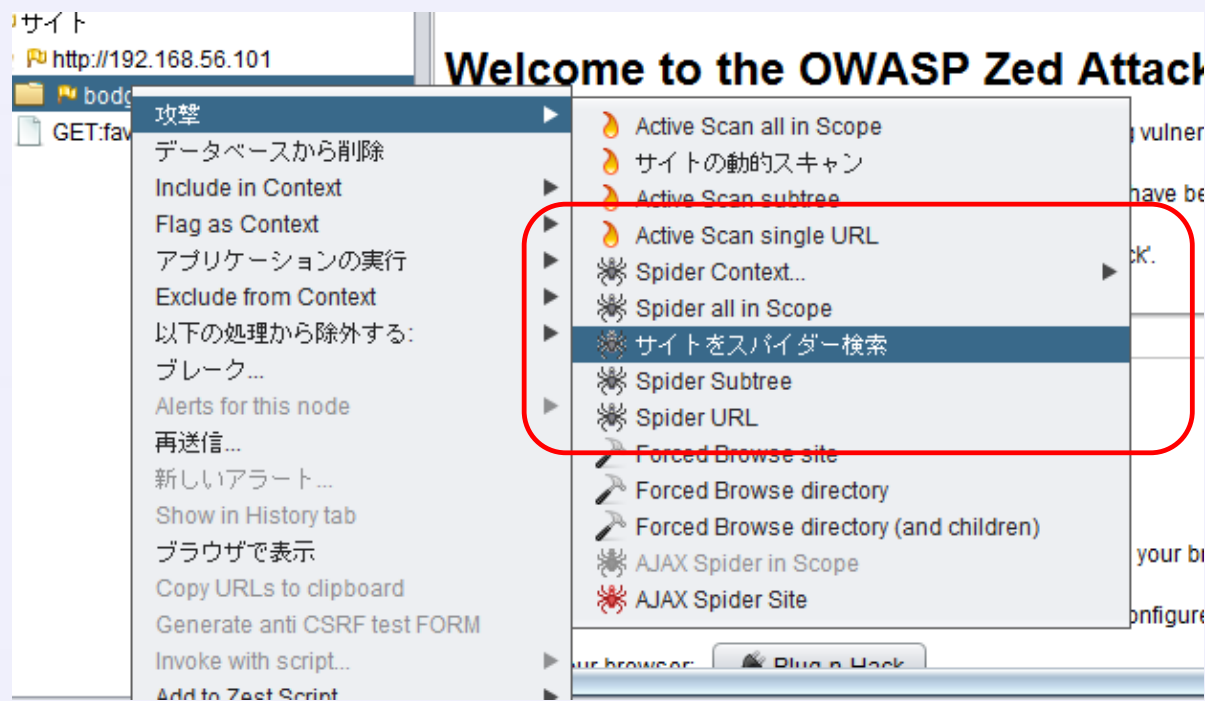 サイト
http://192.168.56.101
Welcome to the OWASP Zed Attack
bodg
GET:fav
攻撃
データベースから削除
Include in Context
Flag as Context
アプリケーションの実行
Exclude from Context
以下の処理から除外する:
ブレーク...
Alerts for this node
再送信...
新しいアラート...
Show in History tab
ブラウザで表示
Copy URLs to clipboard
Generate anti CSRF test FORM
Invoke with script...
Add to Zest Script
Active Scan all in Scope
サイトの動的スキャン
Active Scan subtree
Active Scan single URL
Spider Context...
Spider all in Scope
サイトをスパイダー検索
Spider Subtree
Spider URL
Forced Browse site
Forced Browse directory
Forced Browse directory (and children)
AJAX Spider in Scope
AJAX Spider Site
g vulner
have be
ck'.
your br
onfigure
ur browser:
Plug-n-Hack